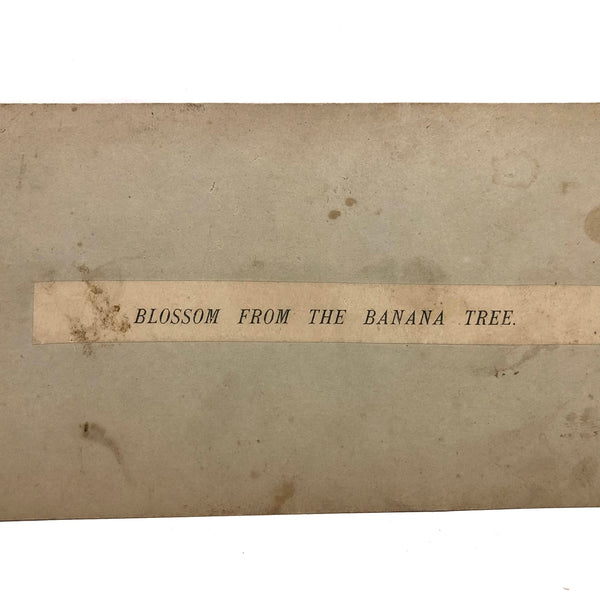 BLOSSOM FROM THE BANANA TREE.